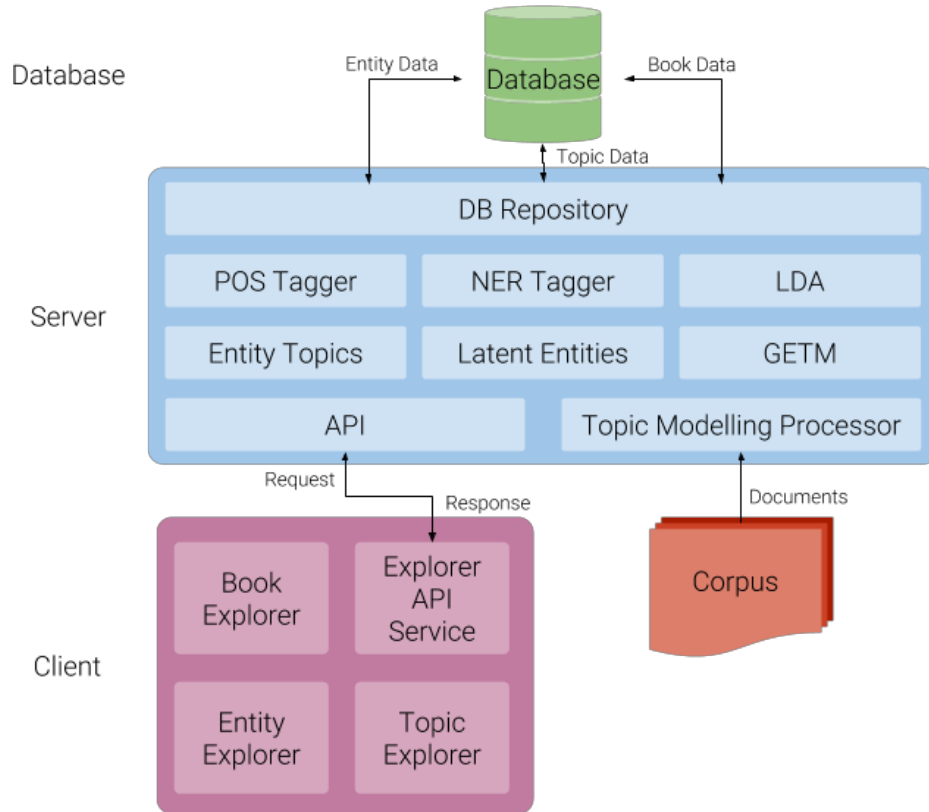 Database
Entity Data
Database
Book Data
Topic Data
Server
DB Repository
POS Tagger
NER Tagger
LDA
Entity Topics
Latent Entities
GETM
API
Topic Modelling Processor
Request
Response
Documents
Client
Book
Explorer
Explorer
API
Service
Corpus
Entity
Explorer
Topic
Explorer